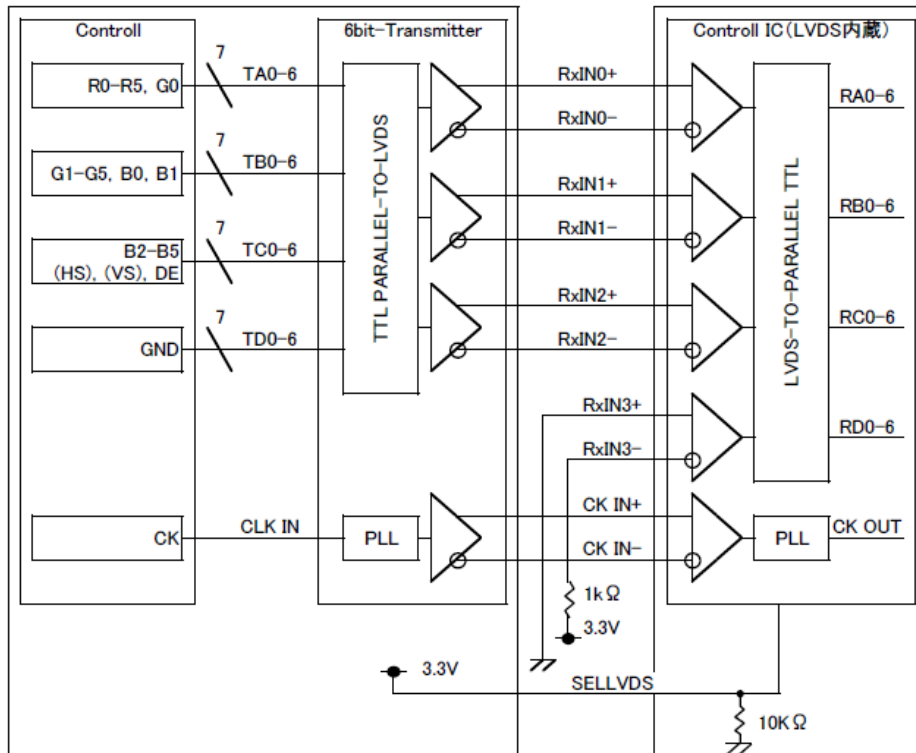 Controll
6bit-Transmitter
Controll IC(LVDS内蔵)
R0-R5, G0
7
TA0-6
G1-G5, B0, B1
7
TB0-6
B2-B5
(HS), (VS), DE
7
TC0-6
GND
7
TD0-6
CK
CLK IN
TTL PARALLEL-TO-LVDS
PLL
RxIN0+
RxIN0-
RxIN1+
RxIN1-
RxIN2+
RxIN2-
RxIN3+
RxIN3-
CK IN+
CK IN-
1kΩ
3.3V
3.3V
SELLVDS
10KΩ
LVDS-TO-PARALLEL TTL
PLL
RA0-6
RB0-6
RC0-6
RD0-6
CK OUT